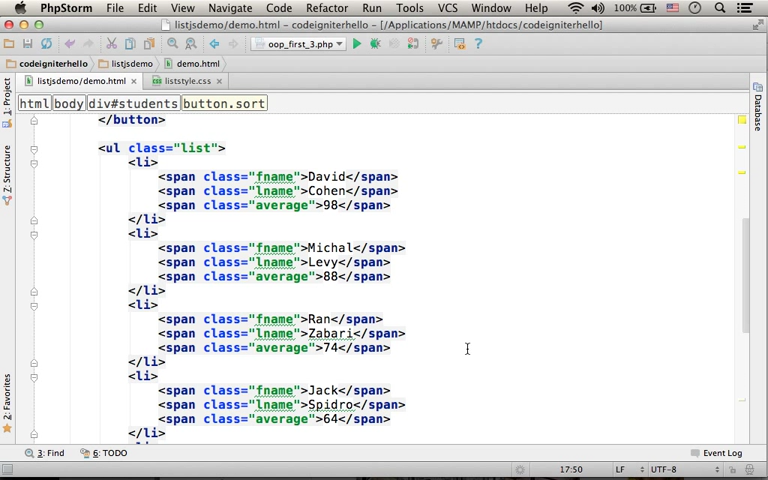 PhpStorm File Edit View Navigate Code Refactor Run Tools VCS Window Help 100%
listjsdemo/demo.html - codeigniterhello - [/Applications/MAMP/htdocs/codeigniterhello]
oop_first_3.php
codeigniterhello listjsdemo demo.html
listjsdemo/demo.html liststyle.css
html body div#students button.sort
1: Project
Z: Structure
2: Favorites
Database
</button>
<ul class="list">
<li>
<span class="fname">David</span>
<span class="lname">Cohen</span>
<span class="average">98</span>
</li>
<li>
<span class="fname">Michal</span>
<span class="lname">Levy</span>
<span class="average">88</span>
</li>
<li>
<span class="fname">Ran</span>
<span class="lname">Zabari</span>
<span class="average">74</span>
</li>
<li>
<span class="fname">Jack</span>
<span class="lname">Spidro</span>
<span class="average">64</span>
</li>
3: Find 6: TODO Event Log
17:50 LF UTF-8